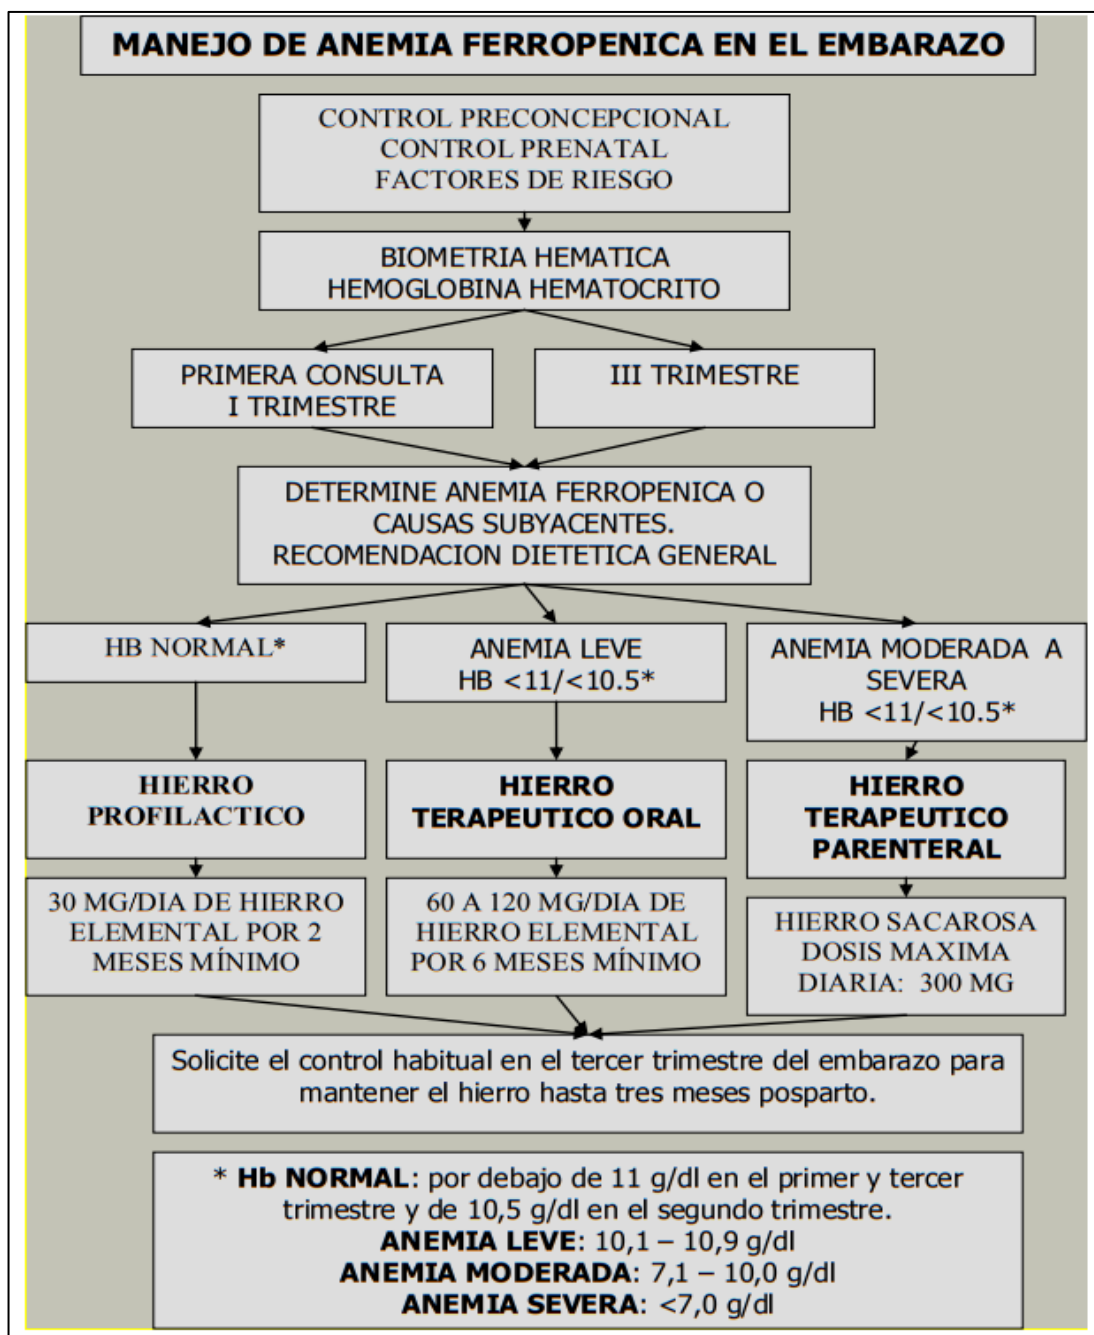 MANEJO DE ANEMIA FERROPENICA EN EL EMBARAZO
CONTROL PRECONCEPCIONAL
CONTROL PRENATAL
FACTORES DE RIESGO
BIOMETRIA HEMATICA
HEMOGLOBINA HEMATOCRITO
PRIMERA CONSULTA
I TRIMESTRE
III TRIMESTRE
DETERMINE ANEMIA FERROPENICA O
CAUSAS SUBYACENTES.
RECOMENDACION DIETETICA GENERAL
HB NORMAL*
ANEMIA LEVE
HB <11/<10.5*
ANEMIA MODERADA A
SEVERA
HB <11/<10.5*
HIERRO
PROFILACTICO
HIERRO
TERAPEUTICO ORAL
HIERRO
TERAPEUTICO
PARENTERAL
30 MG/DIA DE HIERRO
ELEMENTAL POR 2
MESES MÍNIMO
60 A 120 MG/DIA DE
HIERRO ELEMENTAL
POR 6 MESES MÍNIMO
HIERRO SACAROSA
DOSIS MAXIMA
DIARIA: 300 MG
Solicite el control habitual en el tercer trimestre del embarazo para
mantener el hierro hasta tres meses posparto.
* Hb NORMAL: por debajo de 11 g/dl en el primer y tercer
trimestre y de 10,5 g/dl en el segundo trimestre.
ANEMIA LEVE: 10,1 – 10,9 g/dl
ANEMIA MODERADA: 7,1 – 10,0 g/dl
ANEMIA SEVERA: <7,0 g/dl